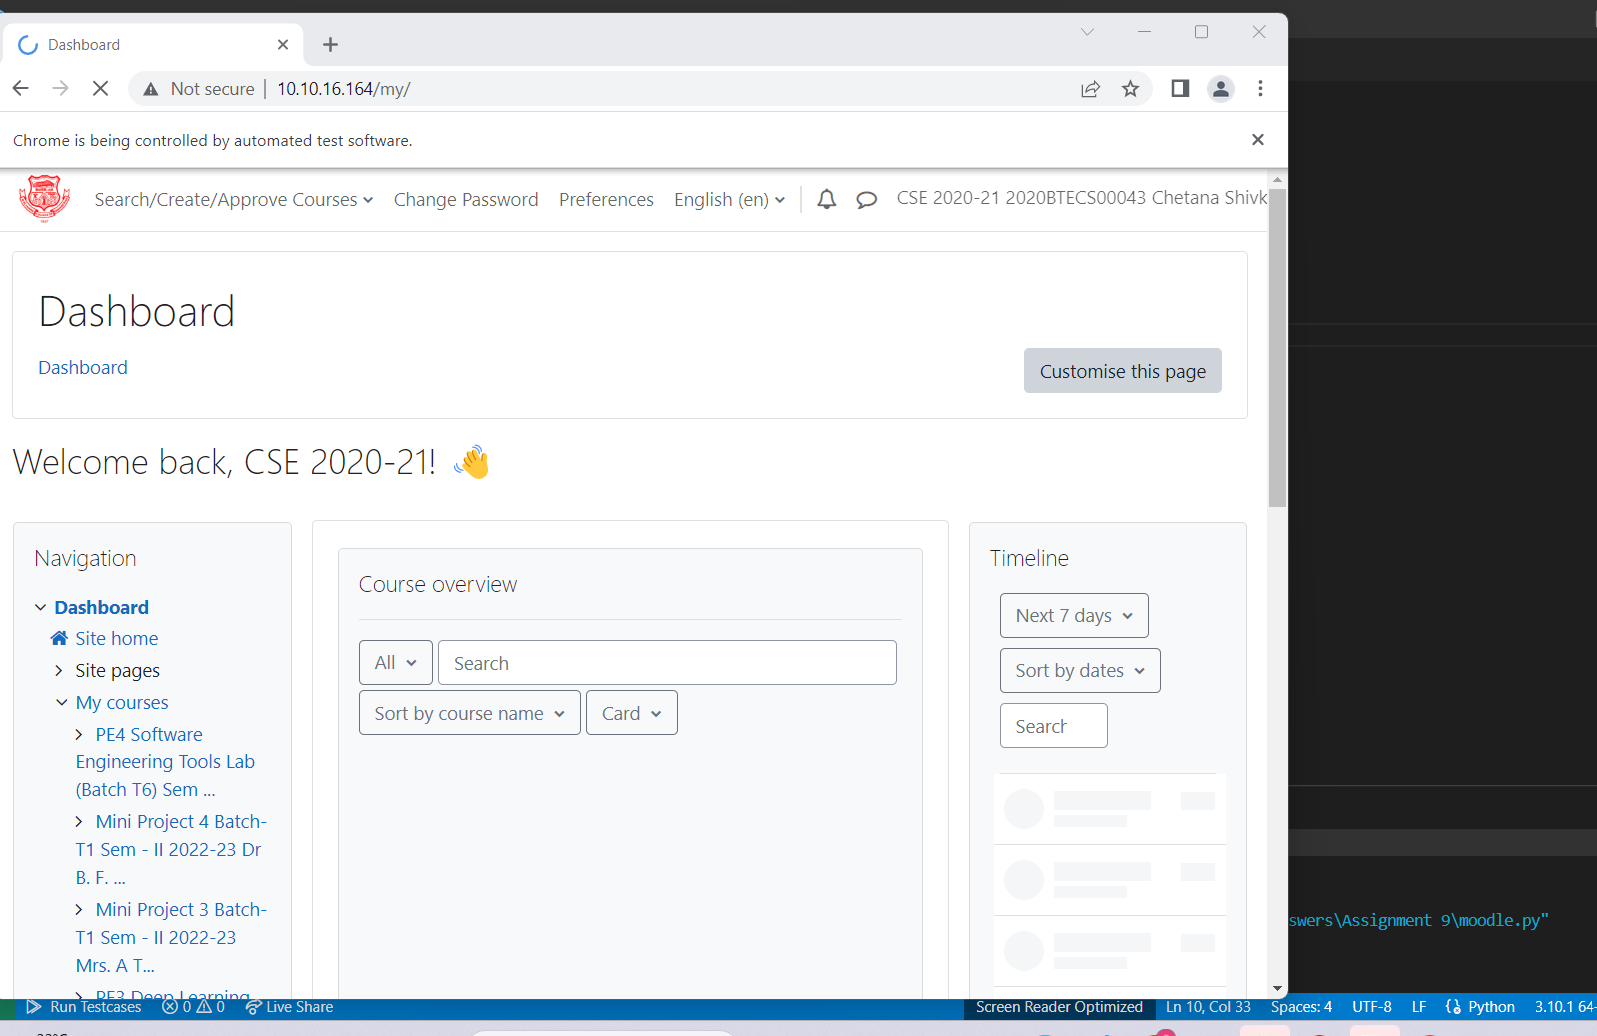 Dashboard
Not secure | 10.10.16.164/my/
Chrome is being controlled by automated test software.
Search/Create/Approve Courses Change Password Preferences English (en) CSE 2020-21 2020BTECS00043 Chetana Shivk
Dashboard
Dashboard
Customise this page
Welcome back, CSE 2020-21! 👋
Navigation
Dashboard
Site home
Site pages
My courses
PE4 Software
Engineering Tools Lab
(Batch T6) Sem ...
Mini Project 4 Batch-
T1 Sem - II 2022-23 Dr
B. F. ...
Mini Project 3 Batch-
T1 Sem - II 2022-23
Mrs. A T...
PE3 Deep Learning
Course overview
All Search
Sort by course name Card
Timeline
Next 7 days
Sort by dates
Search
swers\Assignment 9\moodle.py"
Run Testcases 0 0 Live Share Screen Reader Optimized Ln 10, Col 33 Spaces: 4 UTF-8 LF Python 3.10.1 64-